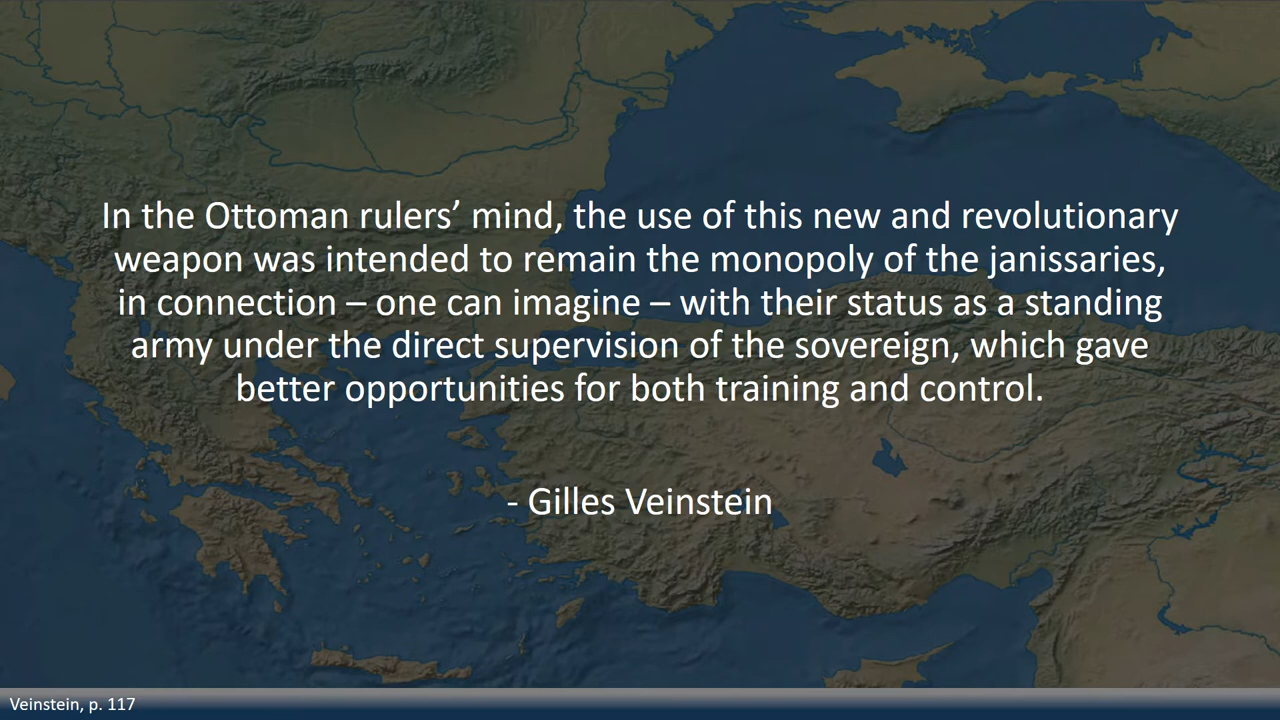 In the Ottoman rulers’ mind, the use of this new and revolutionary
weapon was intended to remain the monopoly of the janissaries,
in connection – one can imagine – with their status as a standing
army under the direct supervision of the sovereign, which gave
better opportunities for both training and control.
- Gilles Veinstein
Veinstein, p. 117